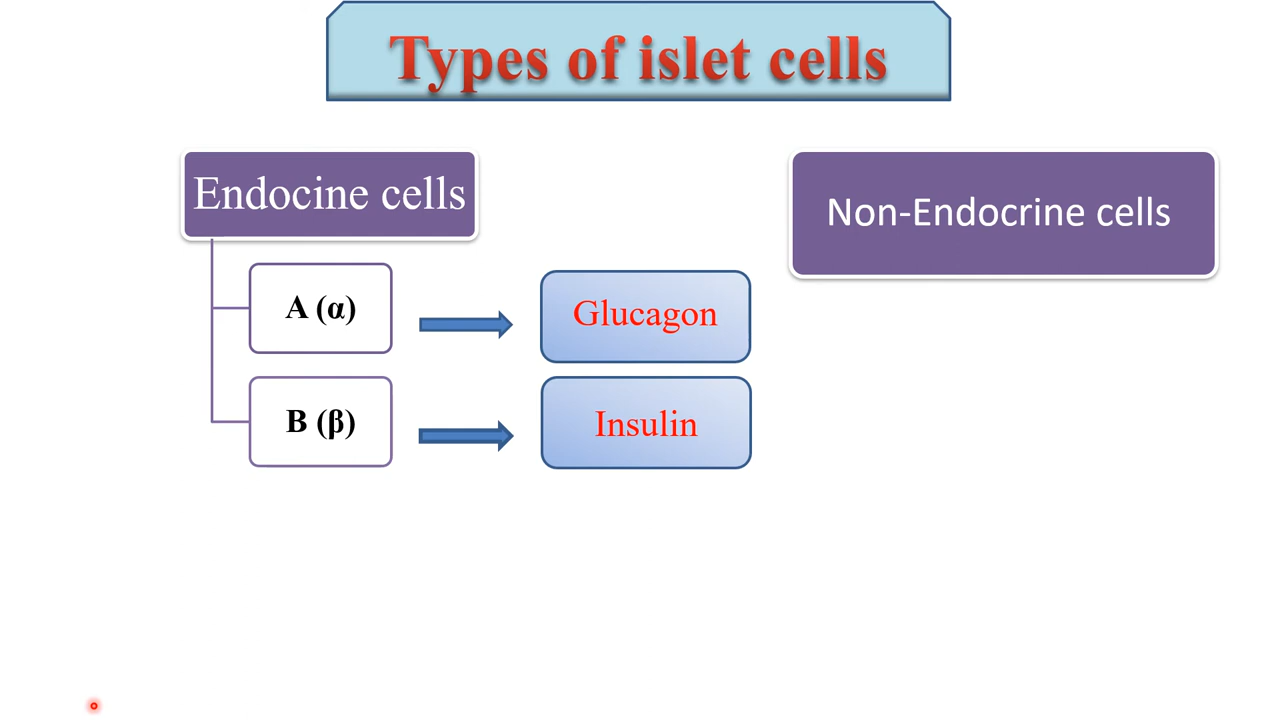 Types of islet cells
Endocine cells
Non-Endocrine cells
A (α)
Glucagon
B (β)
Insulin